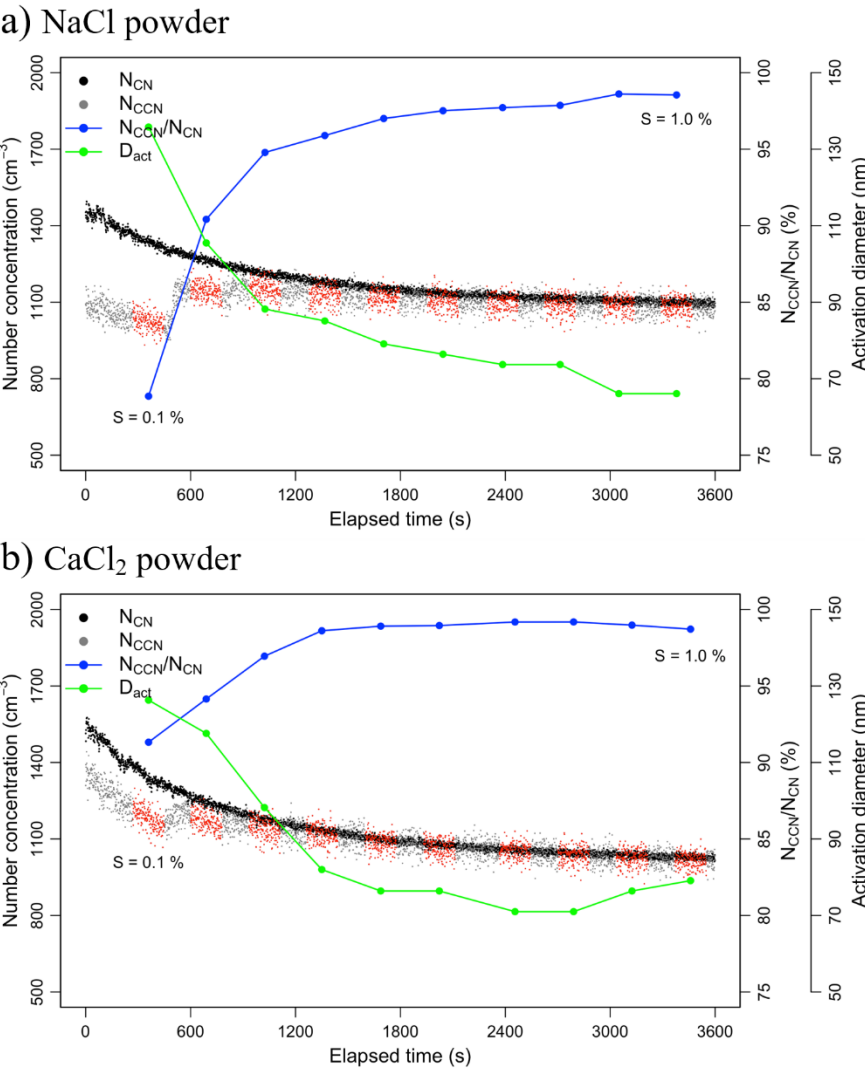 a) NaCl powder
N_CN
N_CCN
N_CCN/N_CN
D_act
S = 0.1 %
S = 1.0 %
Number concentration (cm⁻³)
500 800 1100 1400 1700 2000
0 600 1200 1800 2400 3000 3600
Elapsed time (s)
75 80 85 90 95 100
N_CCN/N_CN (%)
50 70 90 110 130 150
Activation diameter (nm)
b) CaCl₂ powder
N_CN
N_CCN
N_CCN/N_CN
D_act
S = 0.1 %
S = 1.0 %
Number concentration (cm⁻³)
500 800 1100 1400 1700 2000
0 600 1200 1800 2400 3000 3600
Elapsed time (s)
75 80 85 90 95 100
N_CCN/N_CN (%)
50 70 90 110 130 150
Activation diameter (nm)